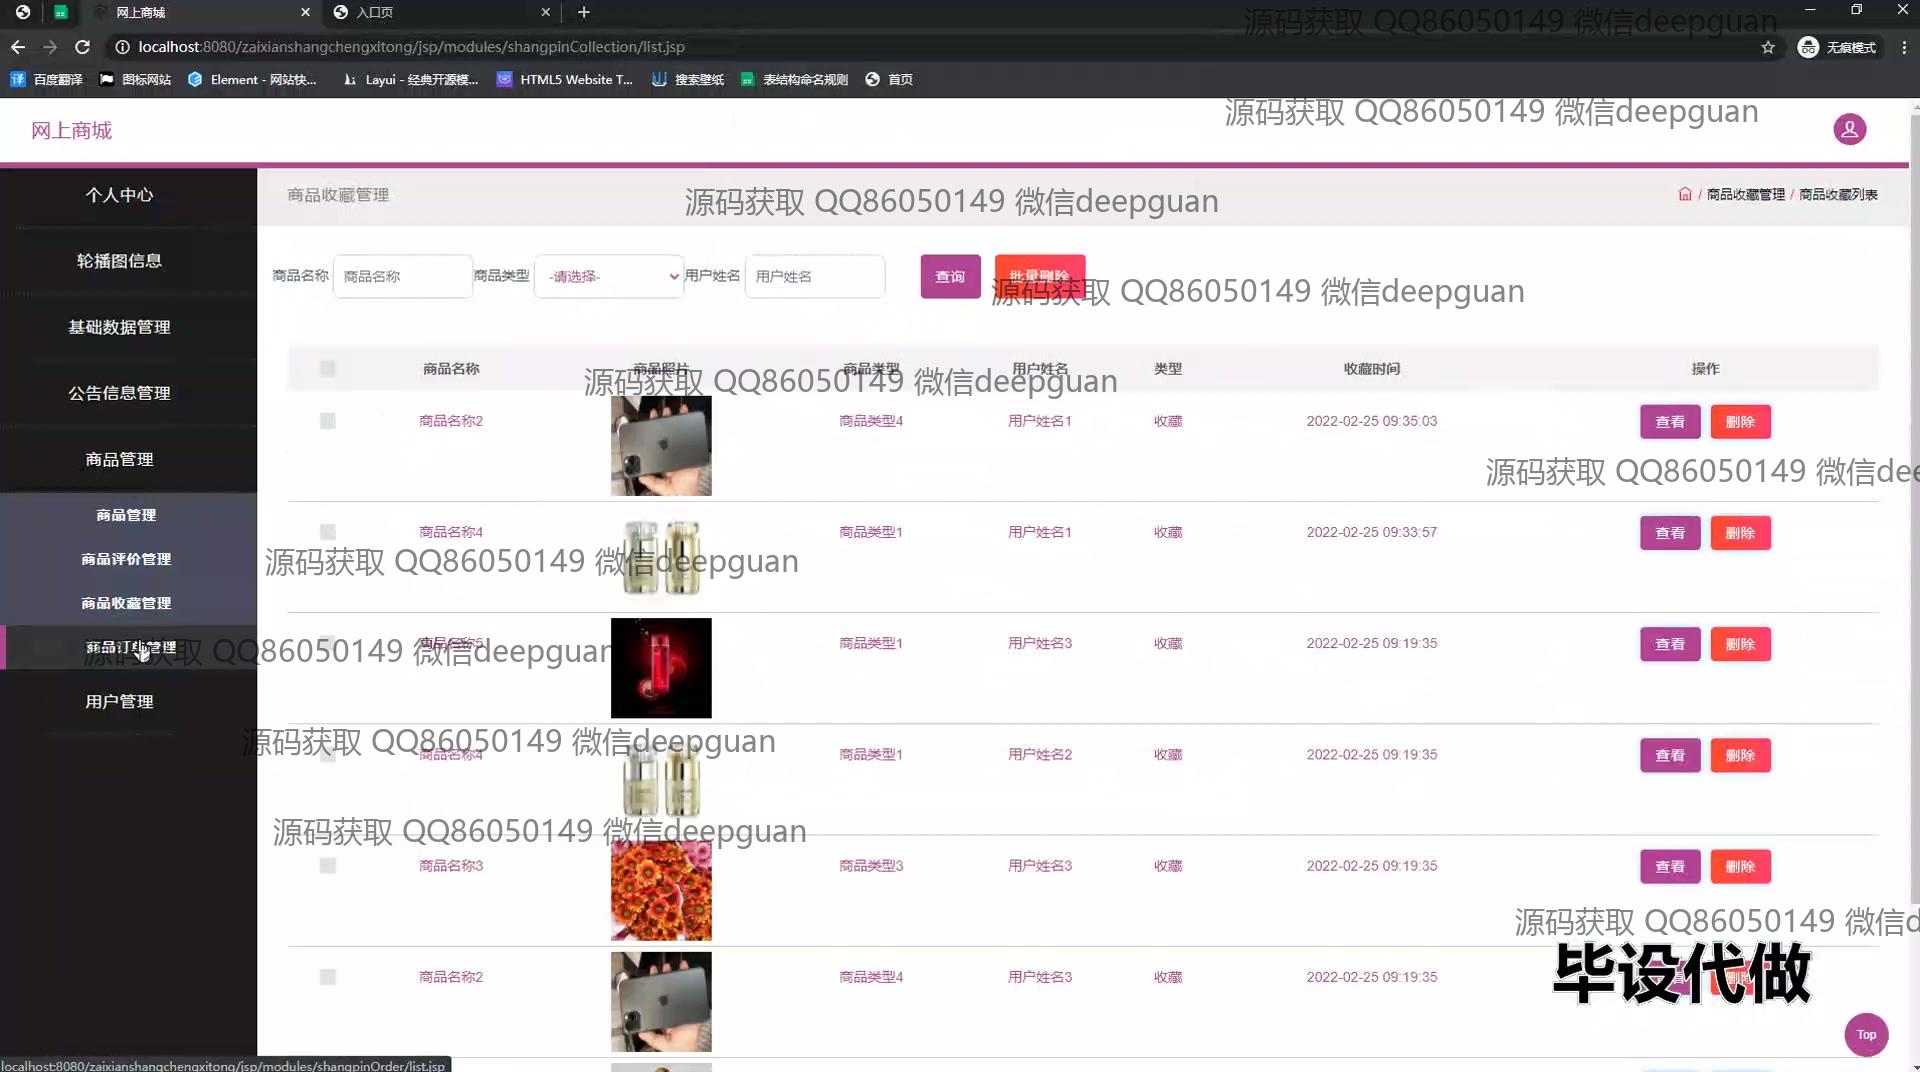 网上商城
入口页
localhost:8080/zaixianshangchengxitong/jsp/modules/shangpinCollection/list.jsp
无痕模式
百度翻译
图标网站
Element - 网站快...
Layui - 经典开源模...
HTML5 Website T...
搜索壁纸
表结构命名规则
首页
源码获取 QQ86050149 微信deepguan
源码获取 QQ86050149 微信deepguan
网上商城
个人中心
轮播图信息
基础数据管理
公告信息管理
商品管理
商品管理
商品评价管理
商品收藏管理
商品订单管理
用户管理
商品收藏管理
源码获取 QQ86050149 微信deepguan
/ 商品收藏管理 / 商品收藏列表
商品名称 商品名称 商品类型 -请选择- 用户姓名 用户姓名 查询 批量删除
源码获取 QQ86050149 微信deepguan
商品名称 商品照片 商品类型 用户姓名 类型 收藏时间 操作
源码获取 QQ86050149 微信deepguan
商品名称2 商品类型4 用户姓名1 收藏 2022-02-25 09:35:03 查看 删除
源码获取 QQ86050149 微信dee
商品名称4 商品类型1 用户姓名1 收藏 2022-02-25 09:33:57 查看 删除
源码获取 QQ86050149 微信deepguan
商品名称5 商品类型1 用户姓名3 收藏 2022-02-25 09:19:35 查看 删除
源码获取 QQ86050149 微信deepguan
商品名称4 商品类型1 用户姓名2 收藏 2022-02-25 09:19:35 查看 删除
源码获取 QQ86050149 微信deepguan
源码获取 QQ86050149 微信deepguan
商品名称3 商品类型3 用户姓名3 收藏 2022-02-25 09:19:35 查看 删除
源码获取 QQ86050149 微信d
商品名称2 商品类型4 用户姓名3 收藏 2022-02-25 09:19:35 删除
毕设代做
Top
localhost:8080/zaixianshangchengxitong/jsp/modules/shangpinOrder/list.jsp